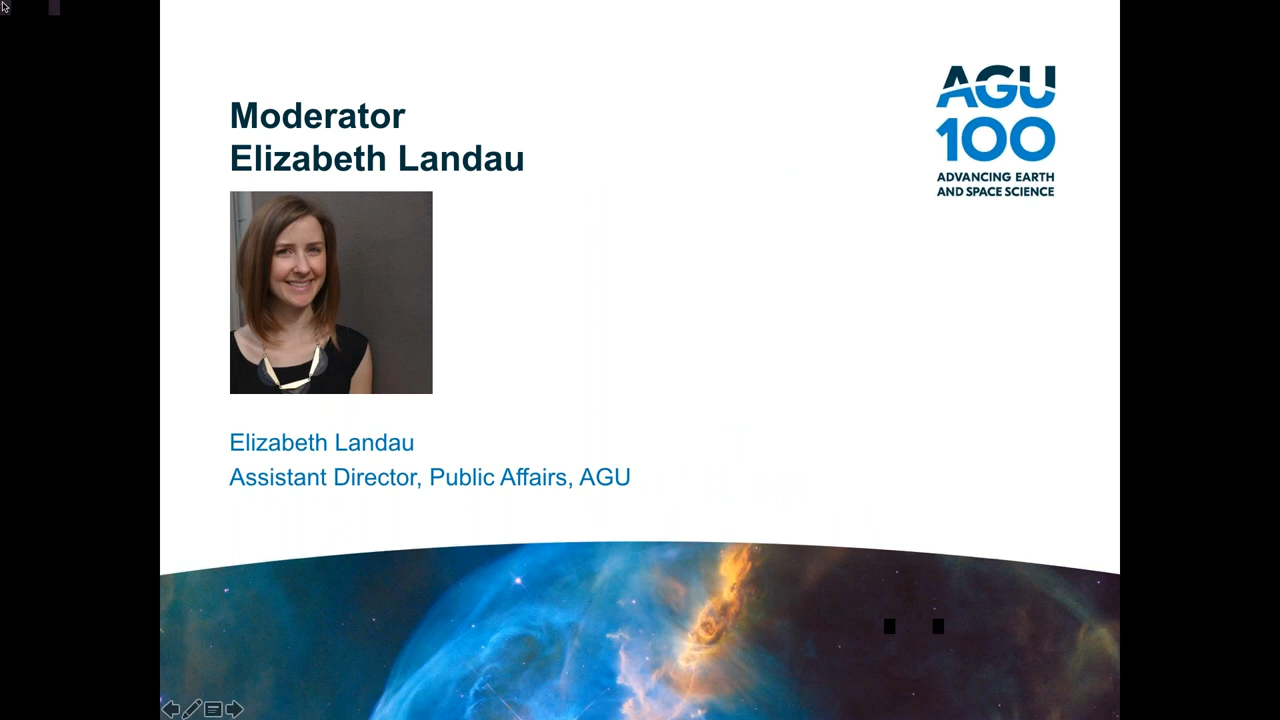 Moderator
Elizabeth Landau
AGU
100
ADVANCING EARTH
AND SPACE SCIENCE
Elizabeth Landau
Assistant Director, Public Affairs, AGU